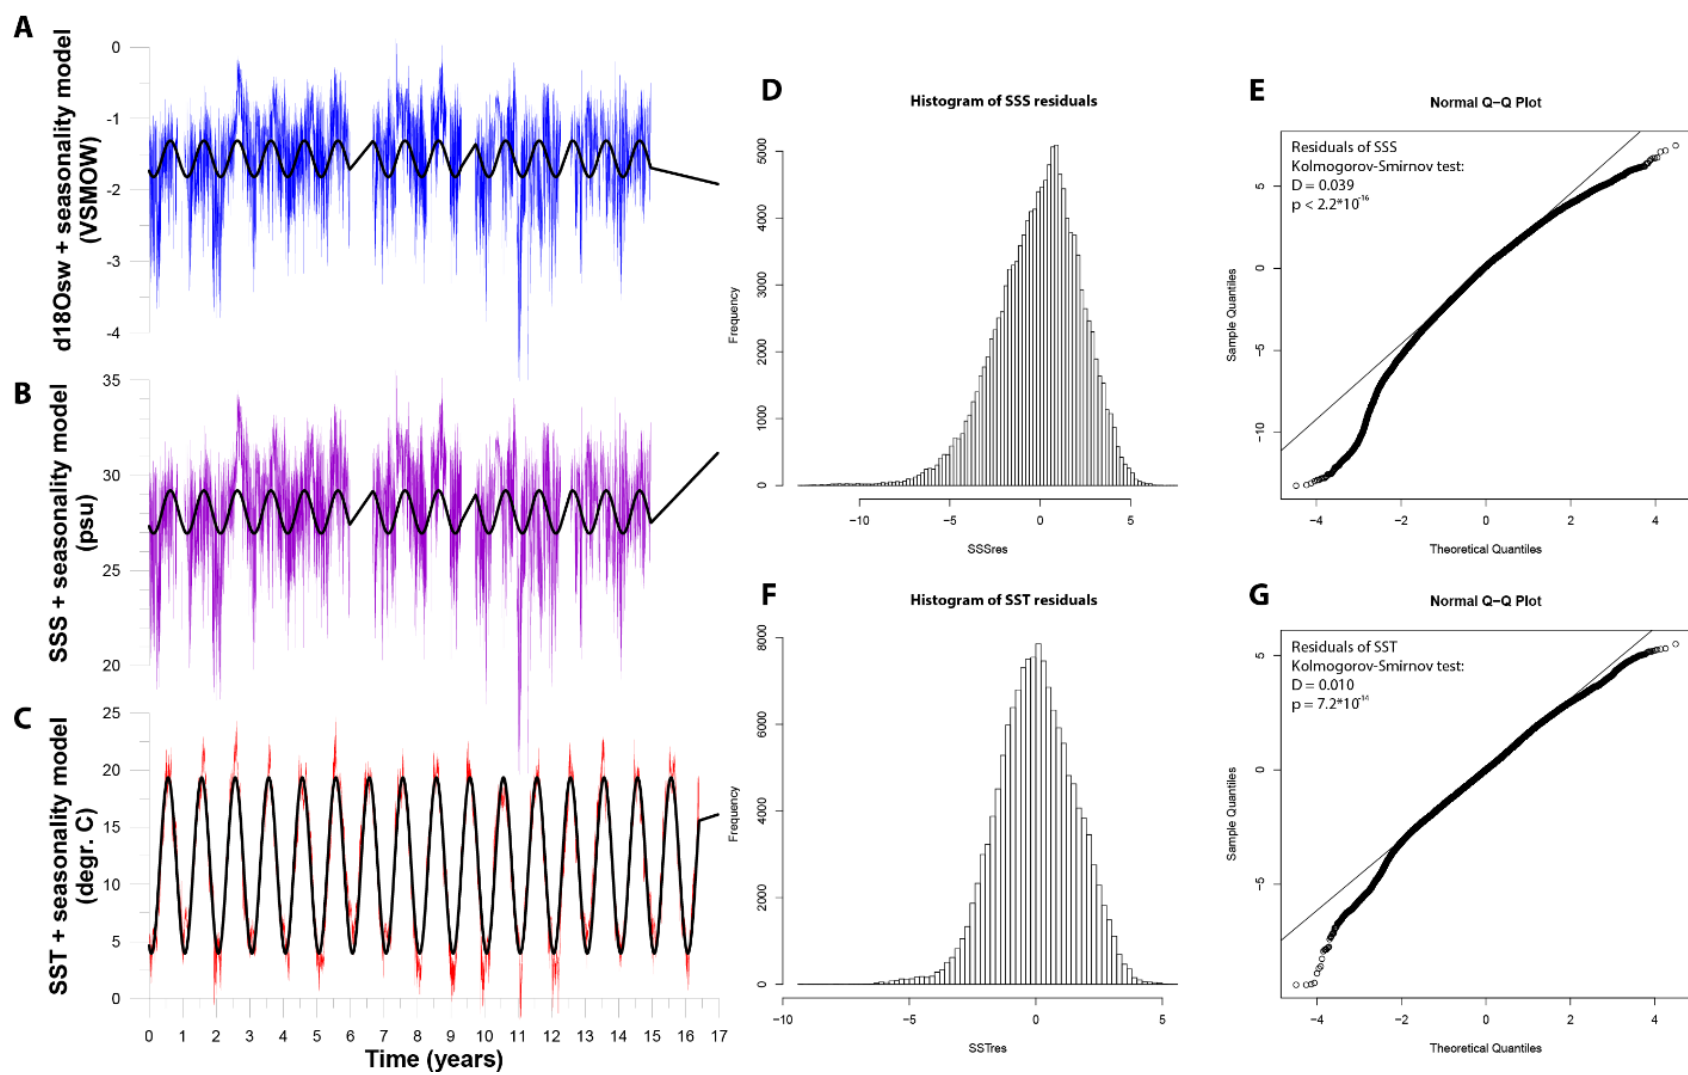 A
d18Osw + seasonality model
(VSMOW)
0
-1
-2
-3
-4
B
SSS + seasonality model
(psu)
35
30
25
20
C
SST + seasonality model
(degr. C)
25
20
15
10
5
0
0 1 2 3 4 5 6 7 8 9 10 11 12 13 14 15 16 17
Time (years)
D
Histogram of SSS residuals
Frequency
5000
4000
3000
2000
1000
0
−10 −5 0 5
SSSres
E
Normal Q−Q Plot
Residuals of SSS
Kolmogorov-Smirnov test:
D = 0.039
p < 2.2*10-16
Sample Quantiles
5
0
−5
−10
−4 −2 0 2 4
Theoretical Quantiles
F
Histogram of SST residuals
Frequency
8000
6000
4000
2000
0
−10 −5 0 5
SSTres
G
Normal Q−Q Plot
Residuals of SST
Kolmogorov-Smirnov test:
D = 0.010
p = 7.2*10-14
Sample Quantiles
5
0
−5
−4 −2 0 2 4
Theoretical Quantiles